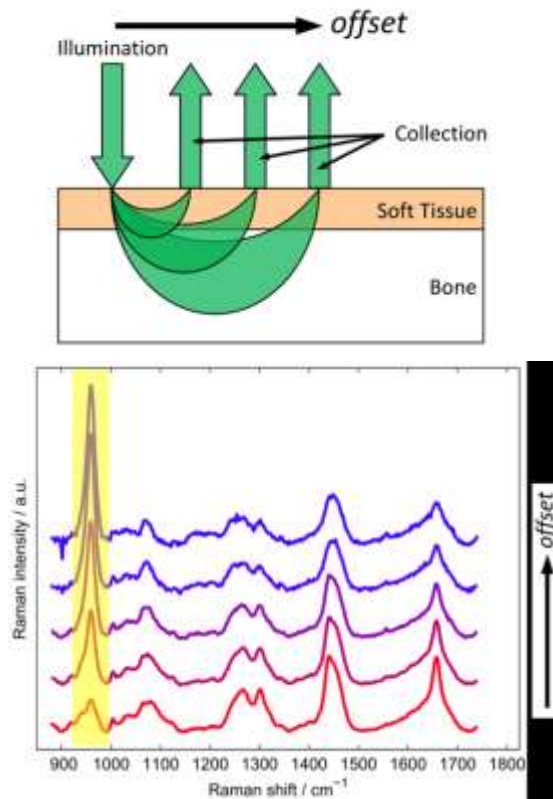 offset
Illumination
Collection
Soft Tissue
Bone
Raman intensity / a.u.
offset
900 1000 1100 1200 1300 1400 1500 1600 1700 1800
Raman shift / cm⁻¹